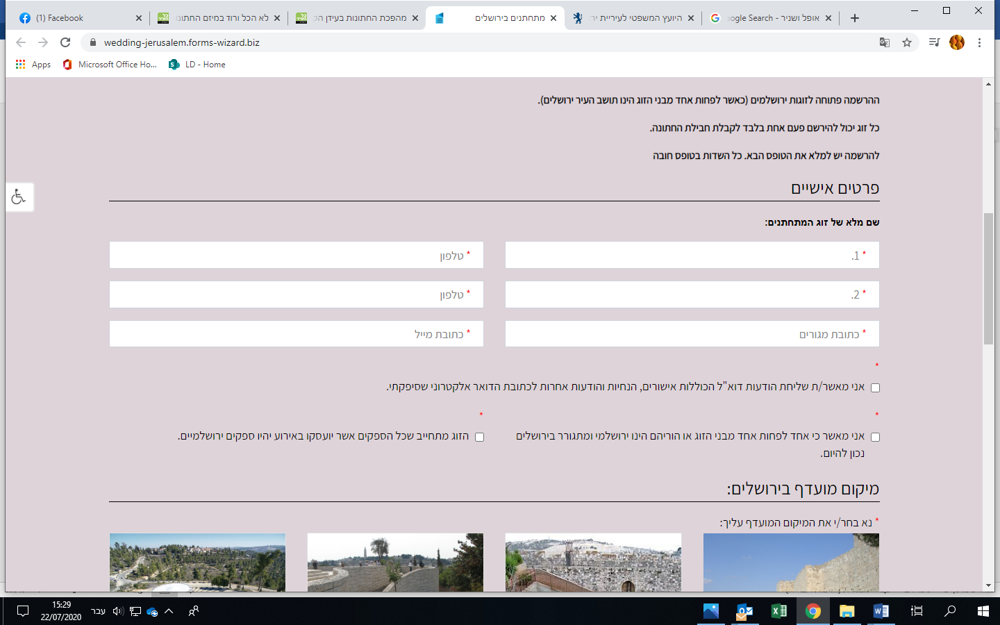 (1) Facebook
לא הכל ורוד במיזם החתונו
מהפכת החתונות בעידן הק
מתחתנים בירושלים
היועץ המשפטי לעיריית יר
אופל ושניר - Google Search
wedding-jerusalem.forms-wizard.biz
Apps
Microsoft Office Ho...
LD - Home
ההרשמה פתוחה לזוגות ירושלמים (כאשר לפחות אחד מבני הזוג הינו תושב העיר ירושלים).
כל זוג יכול להירשם פעם אחת בלבד לקבלת חבילת החתונה.
להרשמה יש למלא את הטופס הבא. כל השדות בטופס חובה
פרטים אישיים
שם מלא של זוג המתחתנים:
* 1.
* טלפון
* 2.
* טלפון
* כתובת מגורים
* כתובת מייל
*
אני מאשר/ת שליחת הודעות דוא"ל הכוללות אישורים, הנחיות והודעות אחרות לכתובת הדואר אלקטרוני שסיפקתי.
*
אני מאשר כי אחד לפחות אחד מבני הזוג או הוריהם הינו ירושלמי ומתגורר בירושלים
נכון להיום.
*
הזוג מתחייב שכל הספקים אשר יועסקו באירוע יהיו ספקים ירושלמיים.
מיקום מועדף בירושלים:
* נא בחר/י את המיקום המועדף עליך:
עבר
15:29
22/07/2020